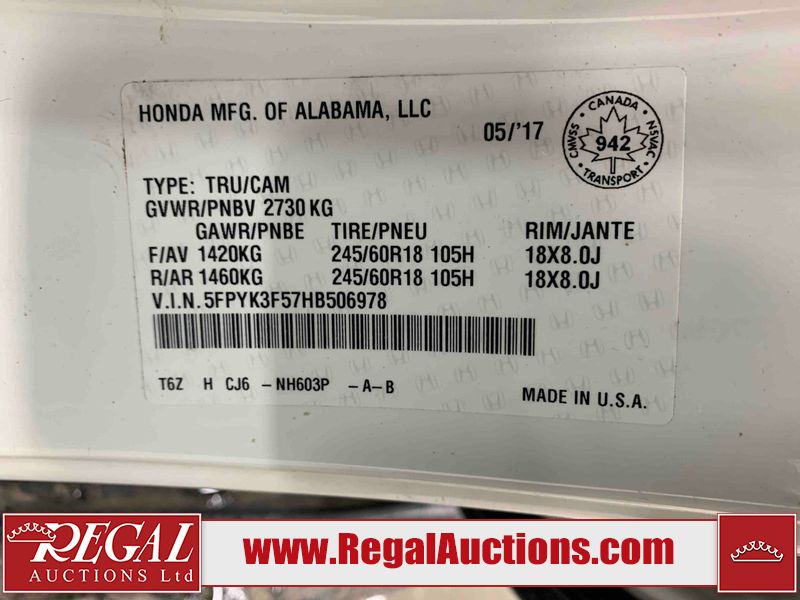 HONDA MFG. OF ALABAMA, LLC
05/'17
CMVSS • CANADA • NSVAC
942
• TRANSPORT •
TYPE: TRU/CAM
GVWR/PNBV 2730 KG
GAWR/PNBE TIRE/PNEU RIM/JANTE
F/AV 1420KG 245/60R18 105H 18X8.0J
R/AR 1460KG 245/60R18 105H 18X8.0J
V.I.N. 5FPYK3F57HB506978
T6Z H CJ6 – NH603P – A – B
MADE IN U.S.A.
REGAL
AUCTIONS Ltd
www.RegalAuctions.com